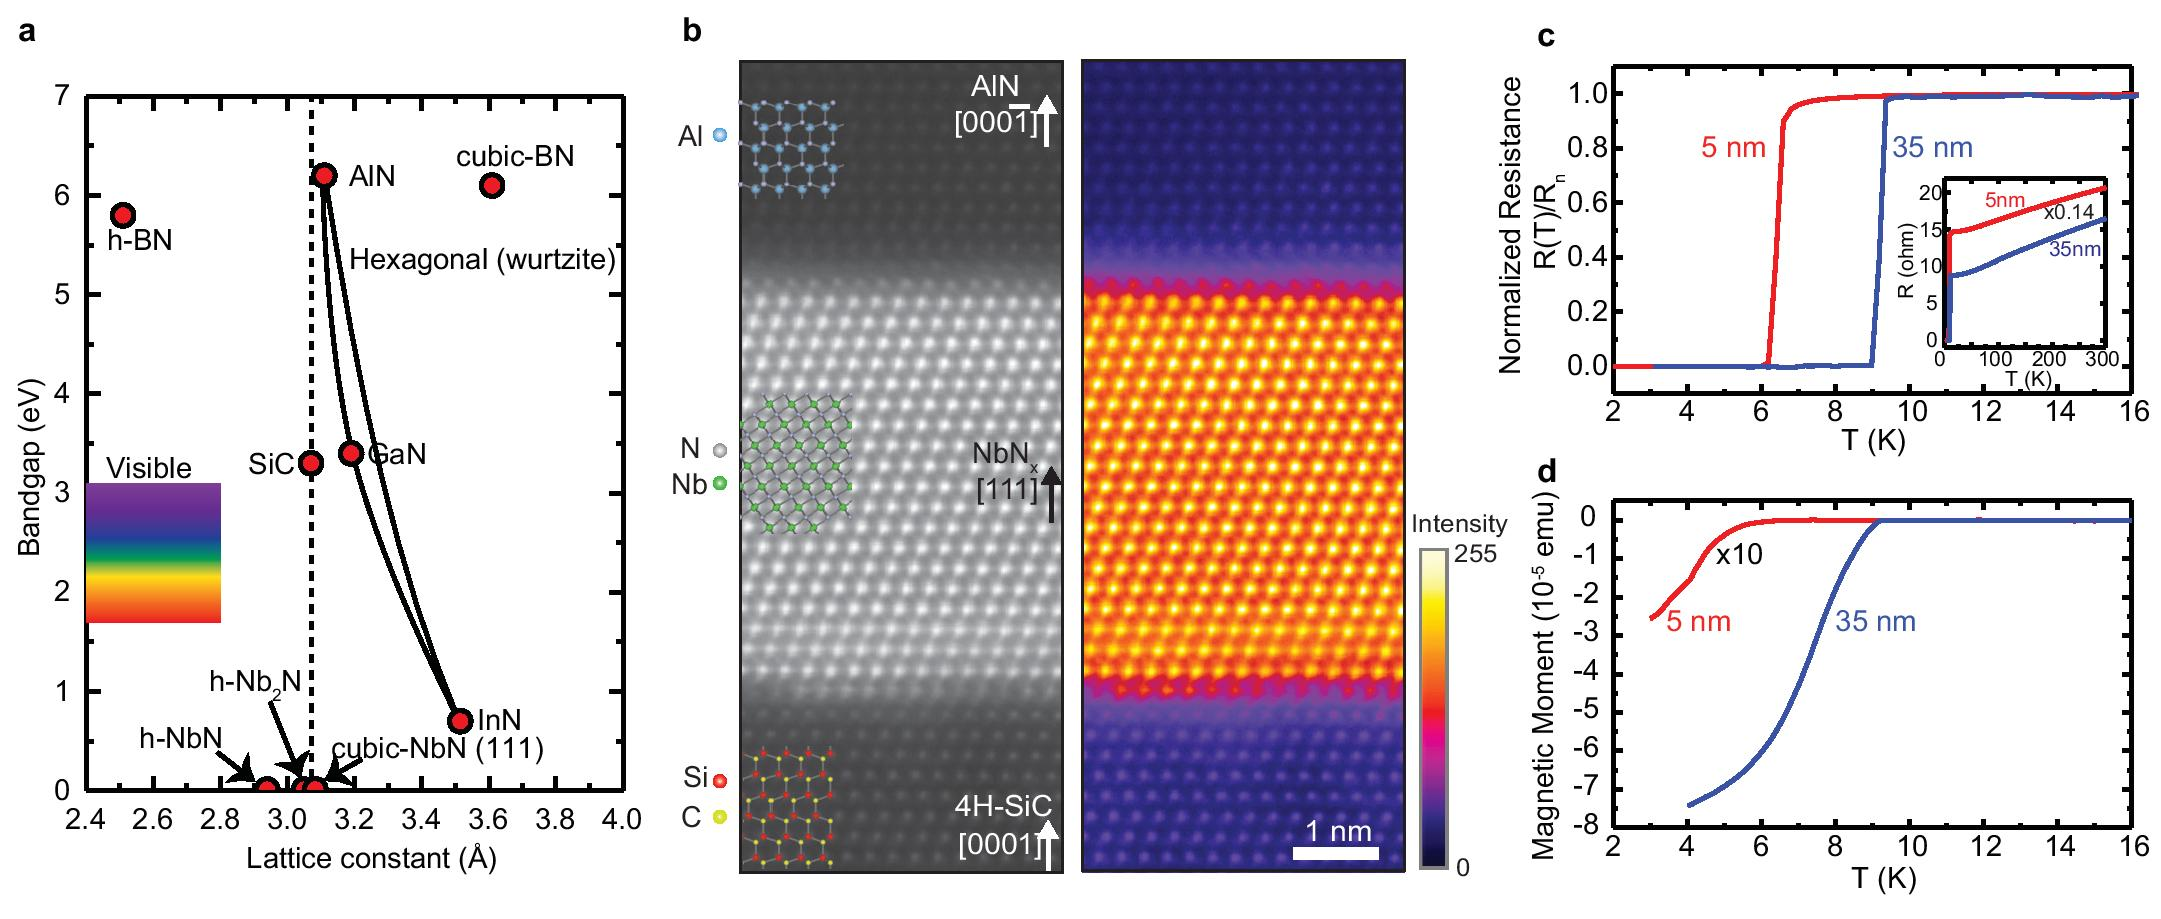 a
7
6
5
4
3
2
1
0
Bandgap (eV)
2.4 2.6 2.8 3.0 3.2 3.4 3.6 3.8 4.0
Lattice constant (Å)
AlN
cubic-BN
h-BN
Hexagonal (wurtzite)
SiC
GaN
Visible
h-Nb2N
InN
h-NbN
cubic-NbN (111)
b
AlN
[0001̅]
Al
N
Nb
NbNx
[111]
Si
C
4H-SiC
[0001]
1 nm
Intensity
255
0
c
Normalized Resistance
R(T)/Rn
1.0
0.8
0.6
0.4
0.2
0.0
5 nm
35 nm
2 4 6 8 10 12 14 16
T (K)
R (ohm)
20
15
10
5
0
5nm
x0.14
35nm
0 100 200 300
T (K)
d
Magnetic Moment (10-5 emu)
0
-1
-2
-3
-4
-5
-6
-7
-8
x10
5 nm
35 nm
2 4 6 8 10 12 14 16
T (K)